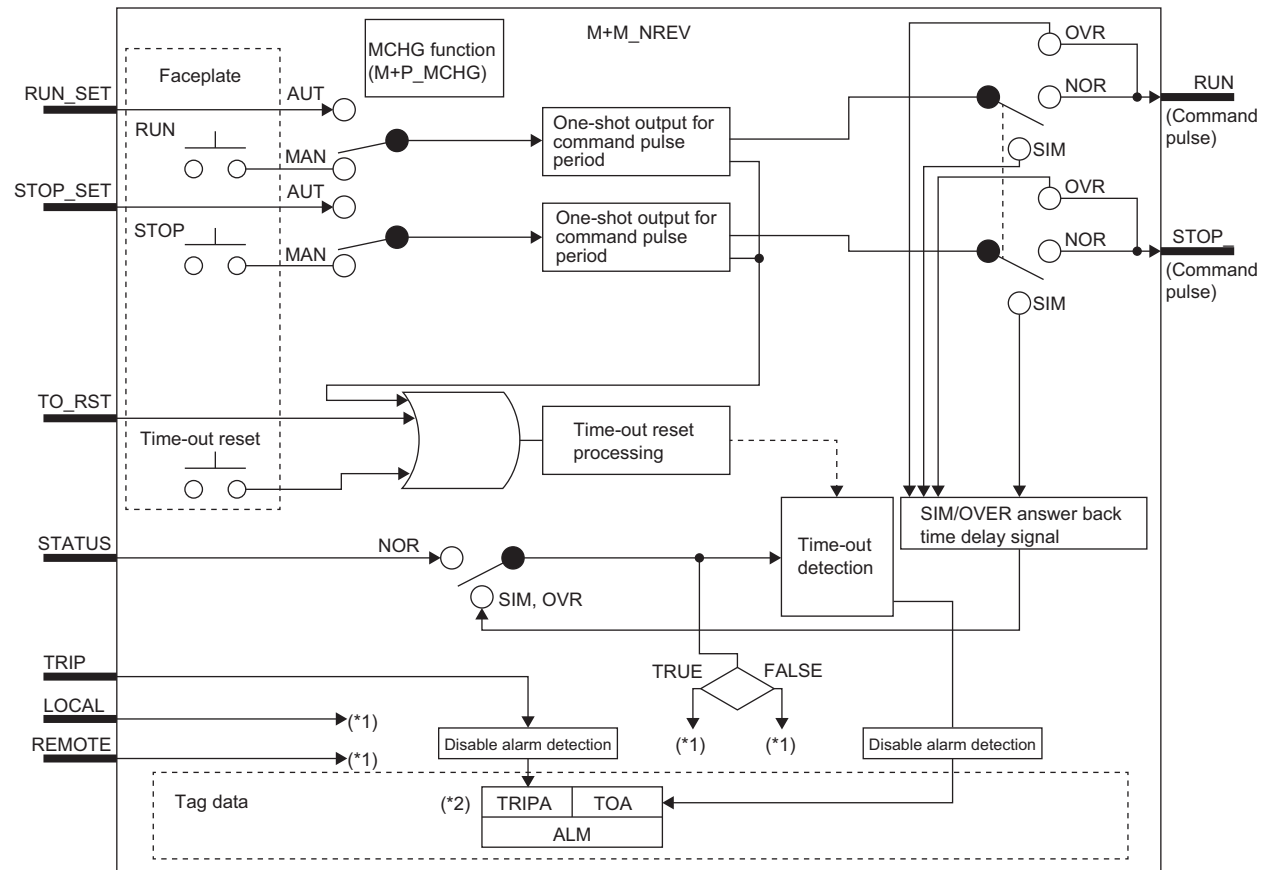 M+M_NREV
MCHG function
(M+P_MCHG)
Faceplate
OVR
RUN_SET
AUT
NOR
RUN
(Command
pulse)
RUN
One-shot output for
command pulse
period
MAN
SIM
STOP_SET
AUT
OVR
STOP
One-shot output for
command pulse
period
MAN
NOR
STOP_
(Command
pulse)
SIM
TO_RST
Time-out reset
Time-out reset
processing
SIM/OVER answer back
time delay signal
STATUS
NOR
Time-out
detection
SIM, OVR
TRIP
TRUE
FALSE
LOCAL
(*1)
(*1)
(*1)
REMOTE
(*1)
Disable alarm detection
Disable alarm detection
Tag data
(*2)
TRIPA
TOA
ALM